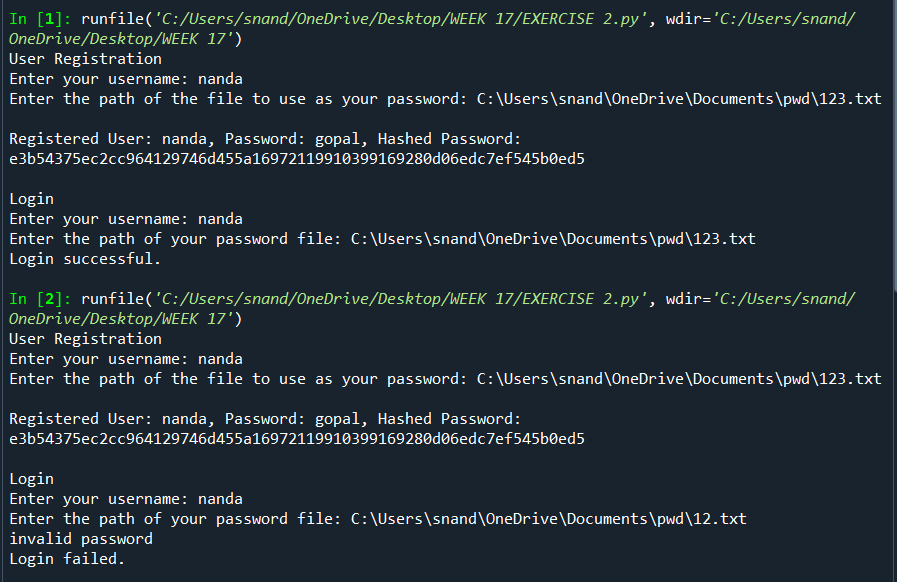 In [1]: runfile('C:/Users/snand/OneDrive/Desktop/WEEK 17/EXERCISE 2.py', wdir='C:/Users/snand/
OneDrive/Desktop/WEEK 17')
User Registration
Enter your username: nanda
Enter the path of the file to use as your password: C:\Users\snand\OneDrive\Documents\pwd\123.txt
Registered User: nanda, Password: gopal, Hashed Password:
e3b54375ec2cc964129746d455a16972119910399169280d06edc7ef545b0ed5
Login
Enter your username: nanda
Enter the path of your password file: C:\Users\snand\OneDrive\Documents\pwd\123.txt
Login successful.
In [2]: runfile('C:/Users/snand/OneDrive/Desktop/WEEK 17/EXERCISE 2.py', wdir='C:/Users/snand/
OneDrive/Desktop/WEEK 17')
User Registration
Enter your username: nanda
Enter the path of the file to use as your password: C:\Users\snand\OneDrive\Documents\pwd\123.txt
Registered User: nanda, Password: gopal, Hashed Password:
e3b54375ec2cc964129746d455a16972119910399169280d06edc7ef545b0ed5
Login
Enter your username: nanda
Enter the path of your password file: C:\Users\snand\OneDrive\Documents\pwd\12.txt
invalid password
Login failed.